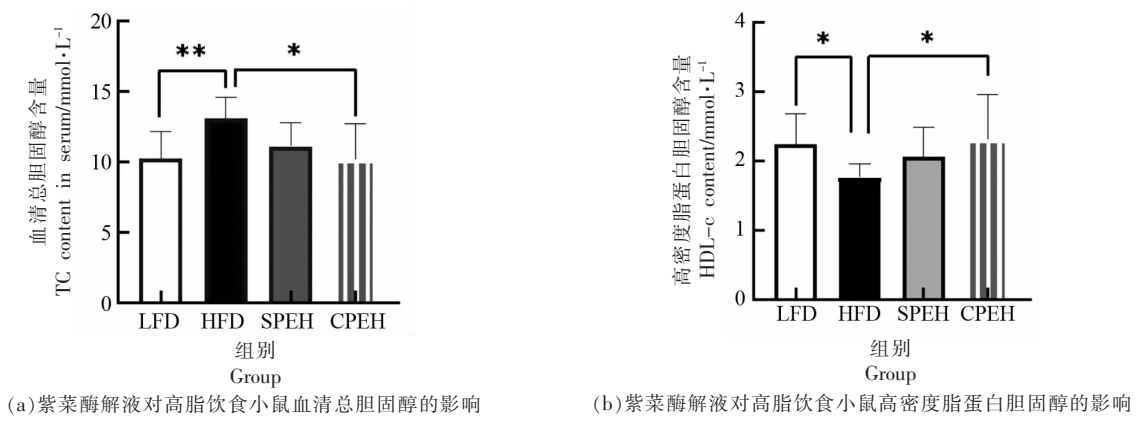 血清总胆固醇含量
TC content in serum/mmol·L⁻¹
20
15
10
5
0
**
*
LFD HFD SPEH CPEH
组别
Group
(a)紫菜酶解液对高脂饮食小鼠血清总胆固醇的影响
高密度脂蛋白胆固醇含量
HDL-c content/mmol·L⁻¹
4
3
2
1
0
*
*
LFD HFD SPEH CPEH
组别
Group
(b)紫菜酶解液对高脂饮食小鼠高密度脂蛋白胆固醇的影响